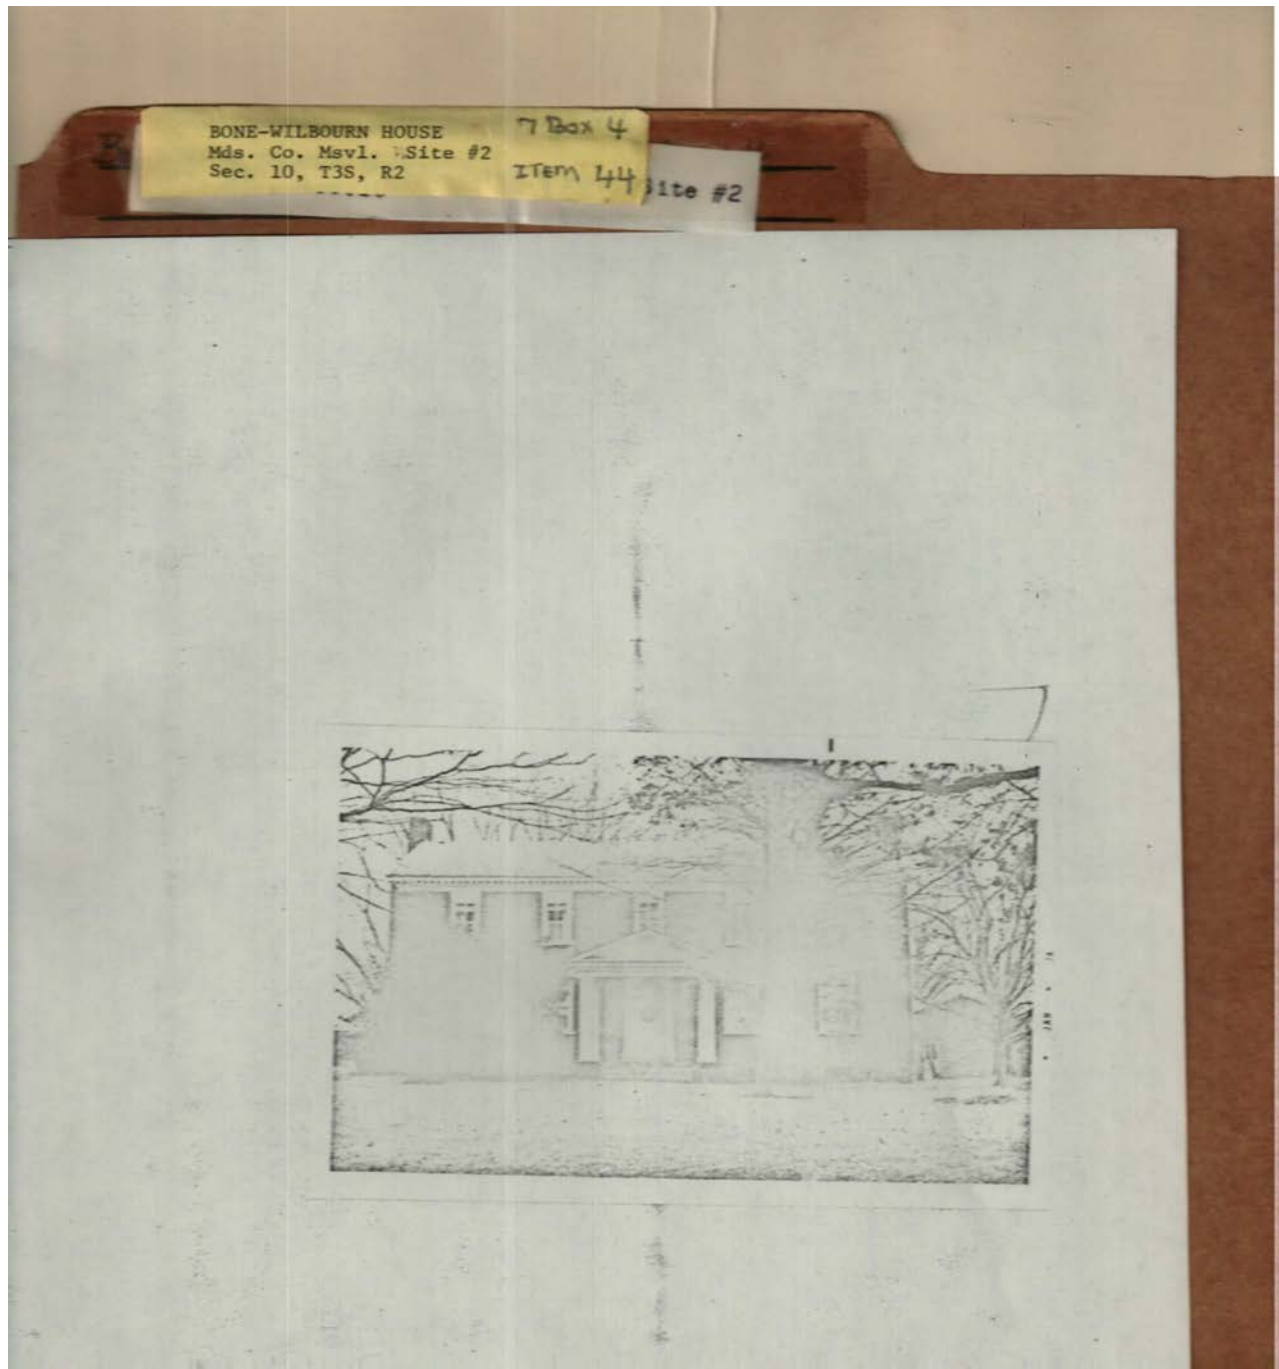 BONE-WILBOURN HOUSE 7 Box 4
Mds. Co. Msvl. Site #2
Sec. 10, T3S, R2 ITEM 44
Site #2